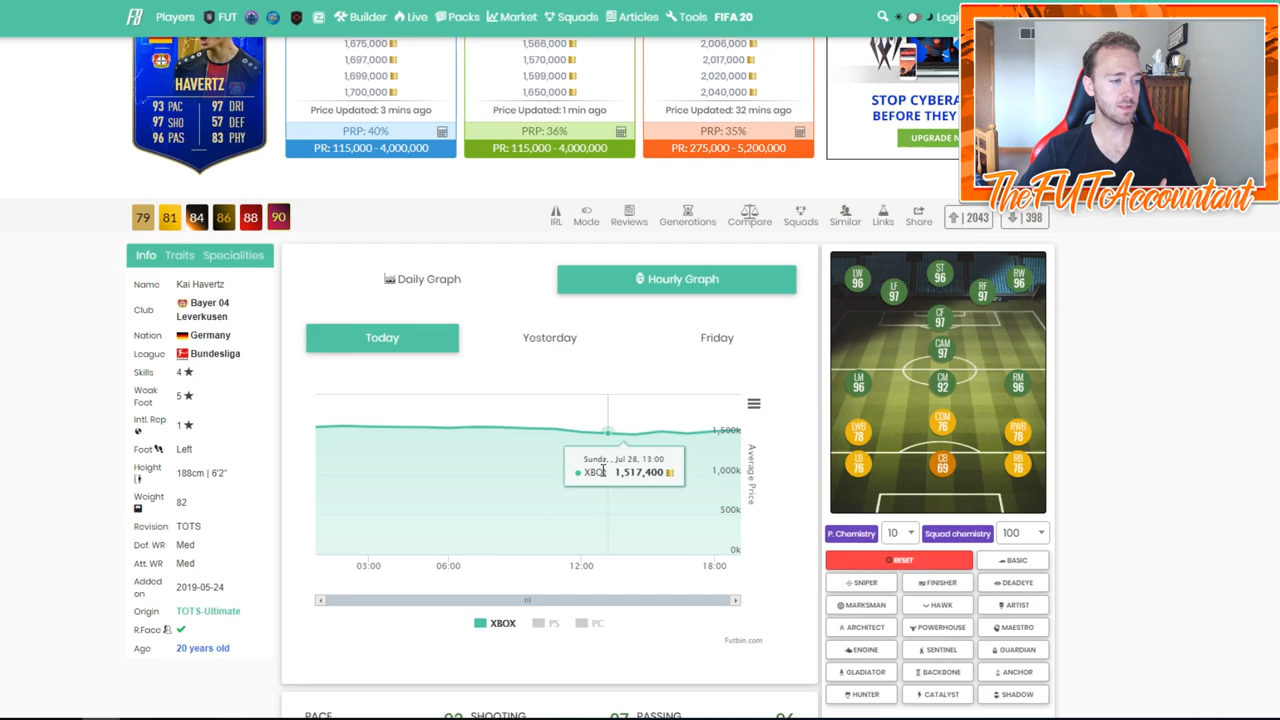 F8 Players FUT Builder Live Packs Market Squads Articles Tools FIFA 20
HAVERTZ
93 PAC 97 DRI
97 SHO 57 DEF
96 PAS 83 PHY
1,675,000
1,697,000
1,699,000
1,700,000
Price Updated: 3 mins ago
PRP: 40%
PR: 115,000 - 4,000,000
1,566,000
1,570,000
1,599,000
1,650,000
Price Updated: 1 min ago
PRP: 36%
PR: 115,000 - 4,000,000
2,006,000
2,017,000
2,020,000
2,040,000
Price Updated: 32 mins ago
PRP: 35%
PR: 275,000 - 5,200,000
STOP CYBERA
BEFORE THEY
UPGRADE N
TheFUTAccountant
79 81 84 86 88 90
IRL Mode Reviews Generations Compare Squads Similar Links Share 2043 398
Info Traits Specialities
Name Kai Havertz
Club Bayer 04 Leverkusen
Nation Germany
League Bundesliga
Skills 4
Weak Foot 5
Intl. Rep 1
Foot Left
Height 188cm | 6'2"
Weight 82
Revision TOTS
Def. WR Med
Att. WR Med
Added on 2019-05-24
Origin TOTS-Ultimate
R.Face
Age 20 years old
Daily Graph Hourly Graph
Today Yesterday Friday
1,500k
1,000k
500k
0k
Average Price
Jul 28, 13:00
XBOX 1,517,400
03:00 06:00 12:00 18:00
XBOX PS PC
Futbin.com
LW 96
ST 96
RW 96
LF 97
RF 97
CF 97
CAM 97
LM 96
CM 92
RM 96
LWB 78
CDM 76
RWB 78
LB 76
CB 69
RB 76
P. Chemistry 10 Squad chemistry 100
RESET BASIC
SNIPER FINISHER DEADEYE
MARKSMAN HAWK ARTIST
ARCHITECT POWERHOUSE MAESTRO
ENGINE SENTINEL GUARDIAN
GLADIATOR BACKBONE ANCHOR
HUNTER CATALYST SHADOW
PACE SHOOTING PASSING